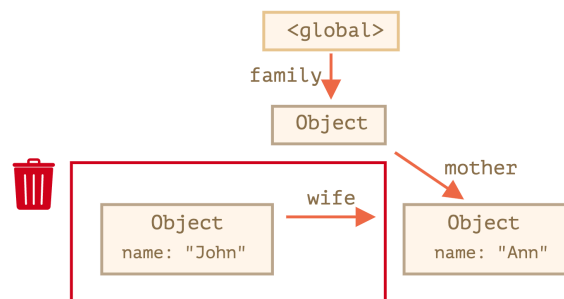 <global>
family
Object
mother
wife
Object
name: "John"
Object
name: "Ann"